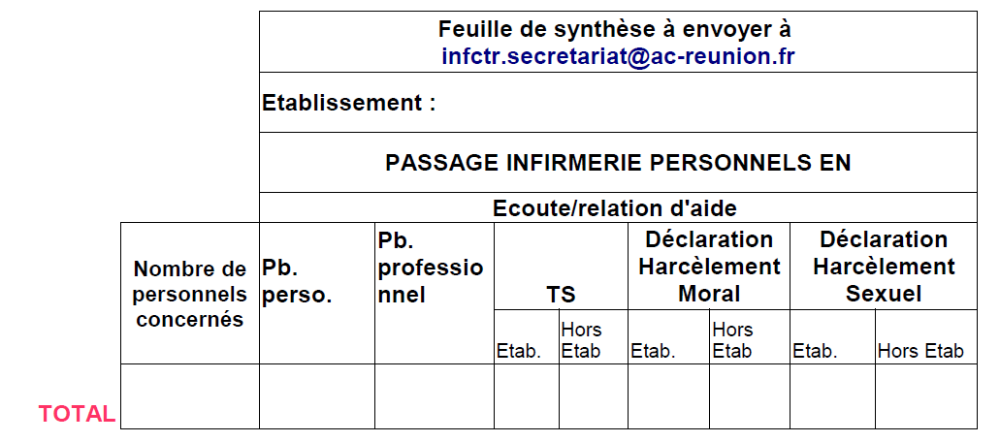 Feuille de synthèse à envoyer à
infctr.secretariat@ac-reunion.fr
Etablissement :
PASSAGE INFIRMERIE PERSONNELS EN
Ecoute/relation d'aide
Nombre de
personnels
concernés
Pb.
perso.
Pb.
professio
nnel
TS
Déclaration
Harcèlement
Moral
Déclaration
Harcèlement
Sexuel
Etab.
Hors
Etab
Etab.
Hors
Etab
Etab.
Hors Etab
TOTAL